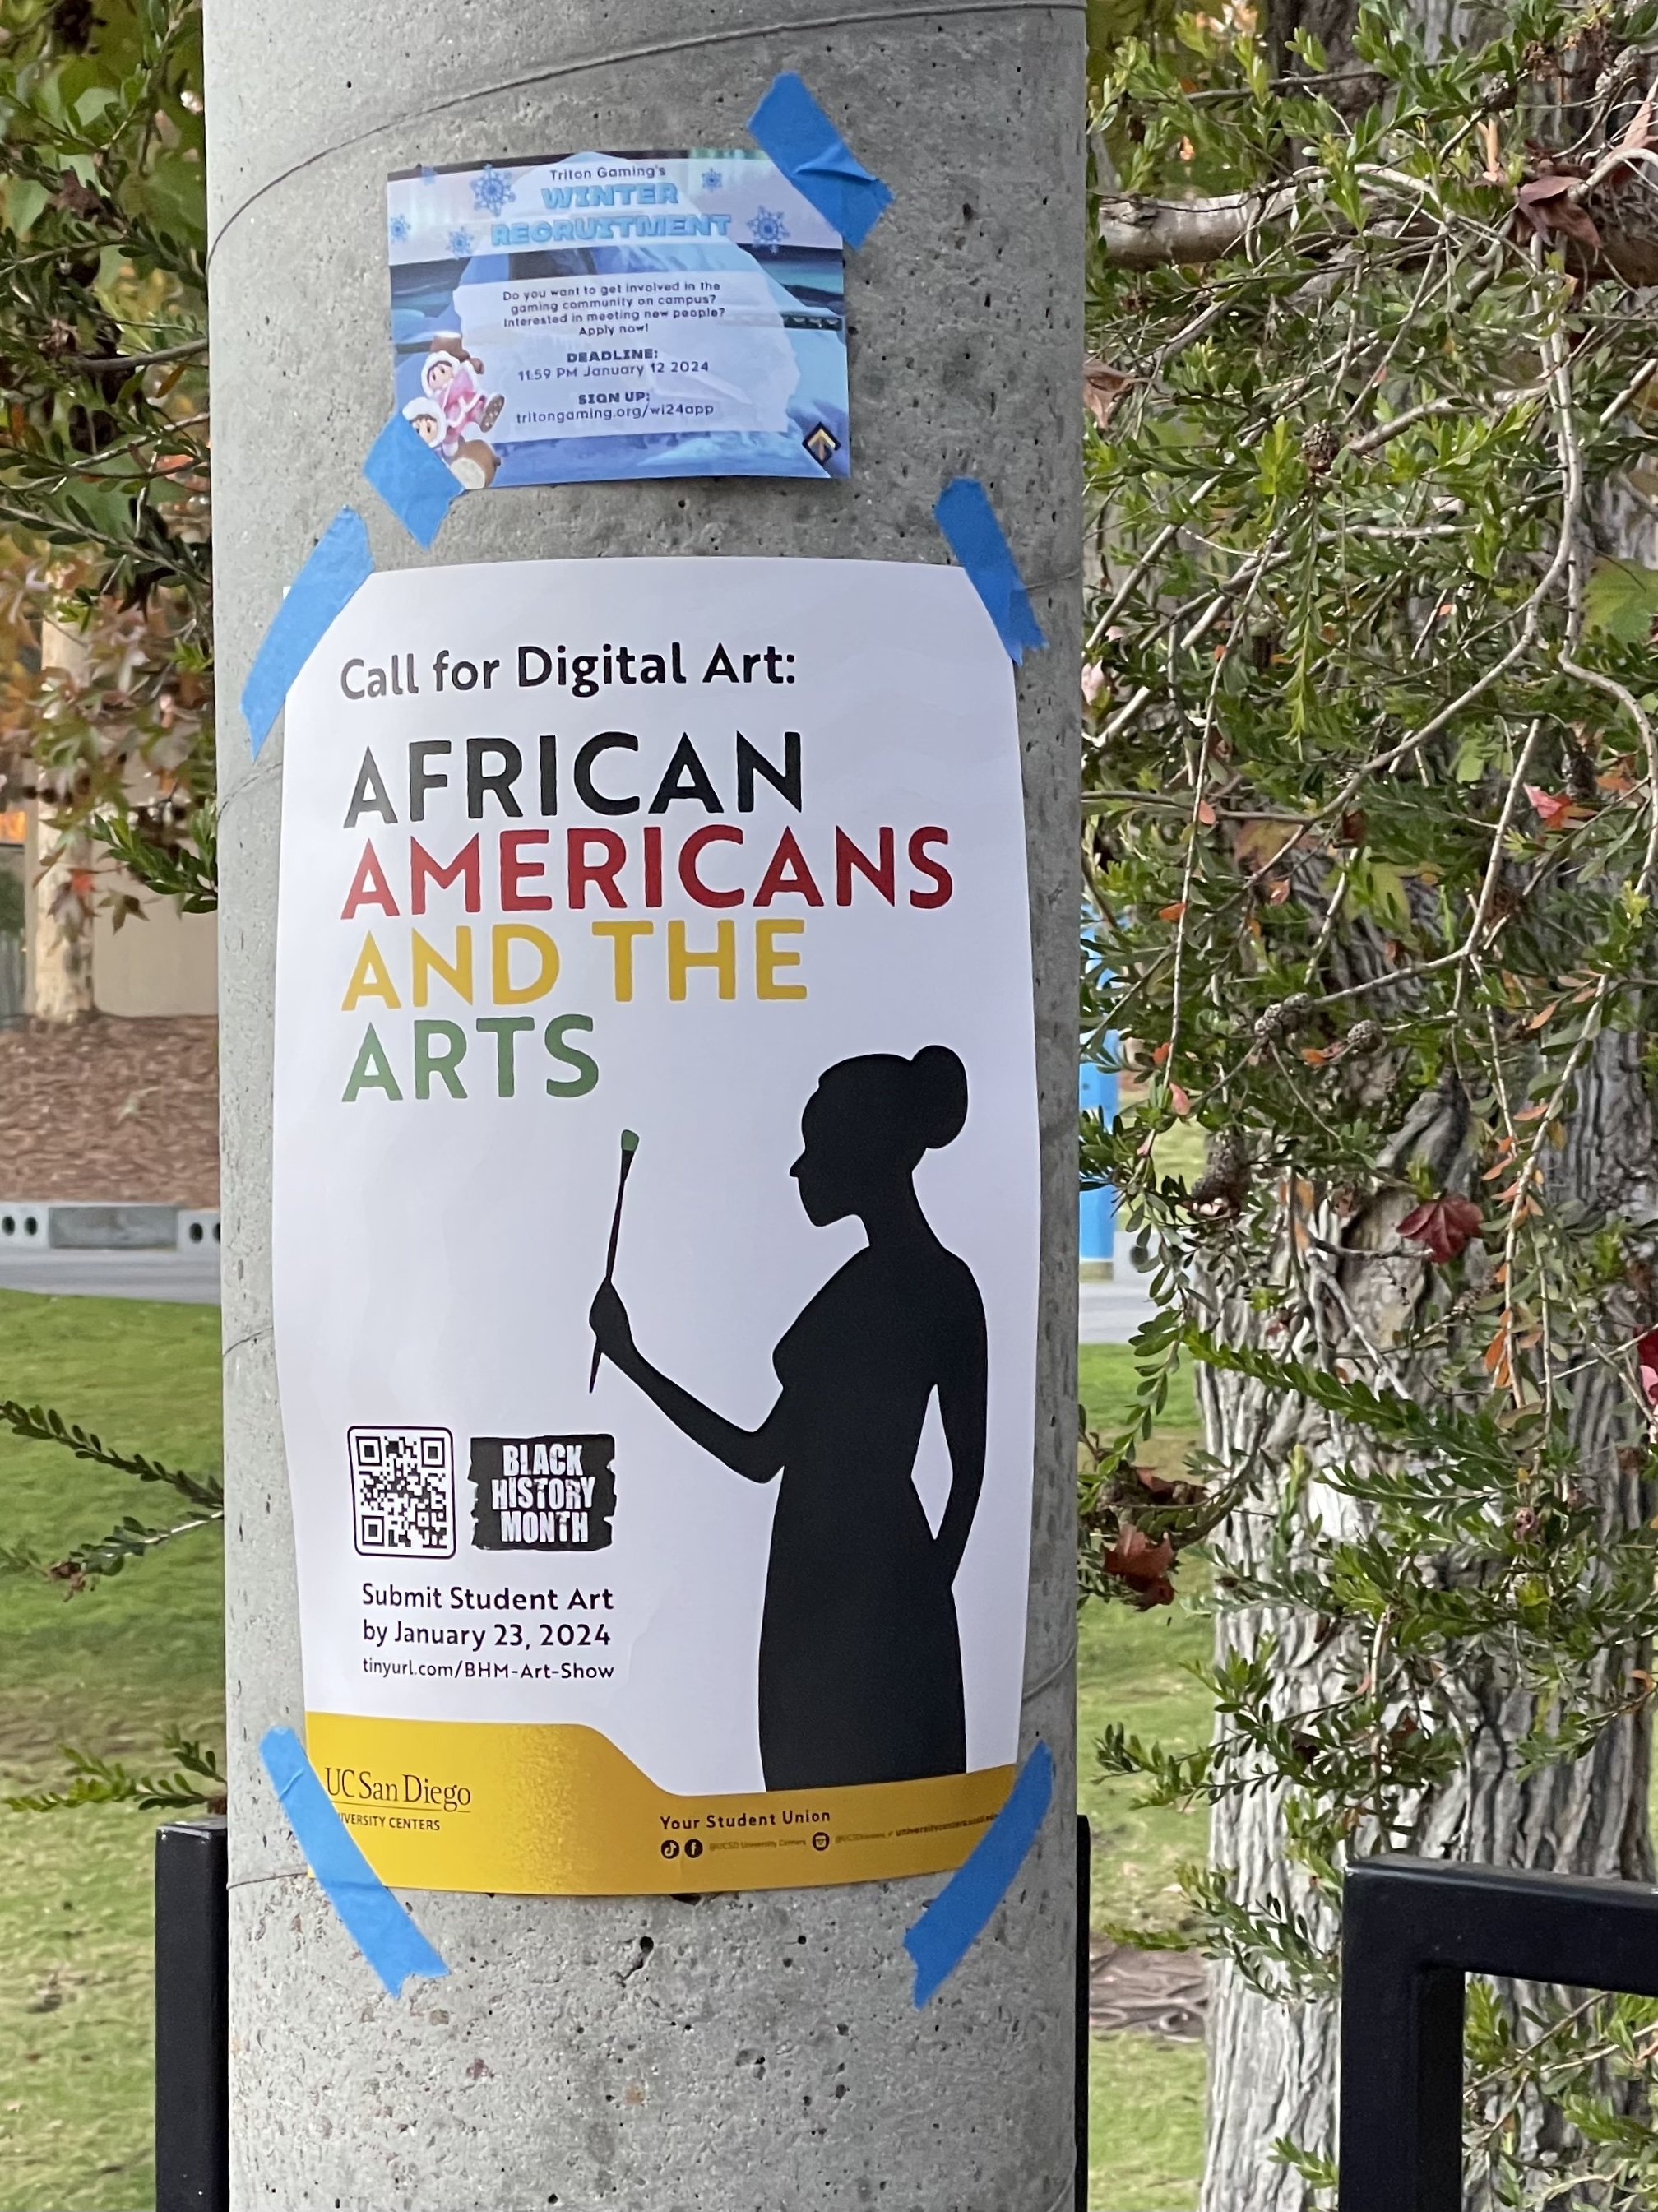 Triton Gaming's
WINTER
RECRUITMENT
Do you want to get involved in the
gaming community on campus?
Interested in meeting new people?
Apply now!
DEADLINE:
11:59 PM January 12 2024
SIGN UP:
tritongaming.org/wi24app
Call for Digital Art:
AFRICAN
AMERICANS
AND THE
ARTS
BLACK
HISTORY
MONTH
Submit Student Art
by January 23, 2024
tinyurl.com/BHM-Art-Show
UC San Diego
IVERSITY CENTERS
Your Student Union
@UCSD University Centers